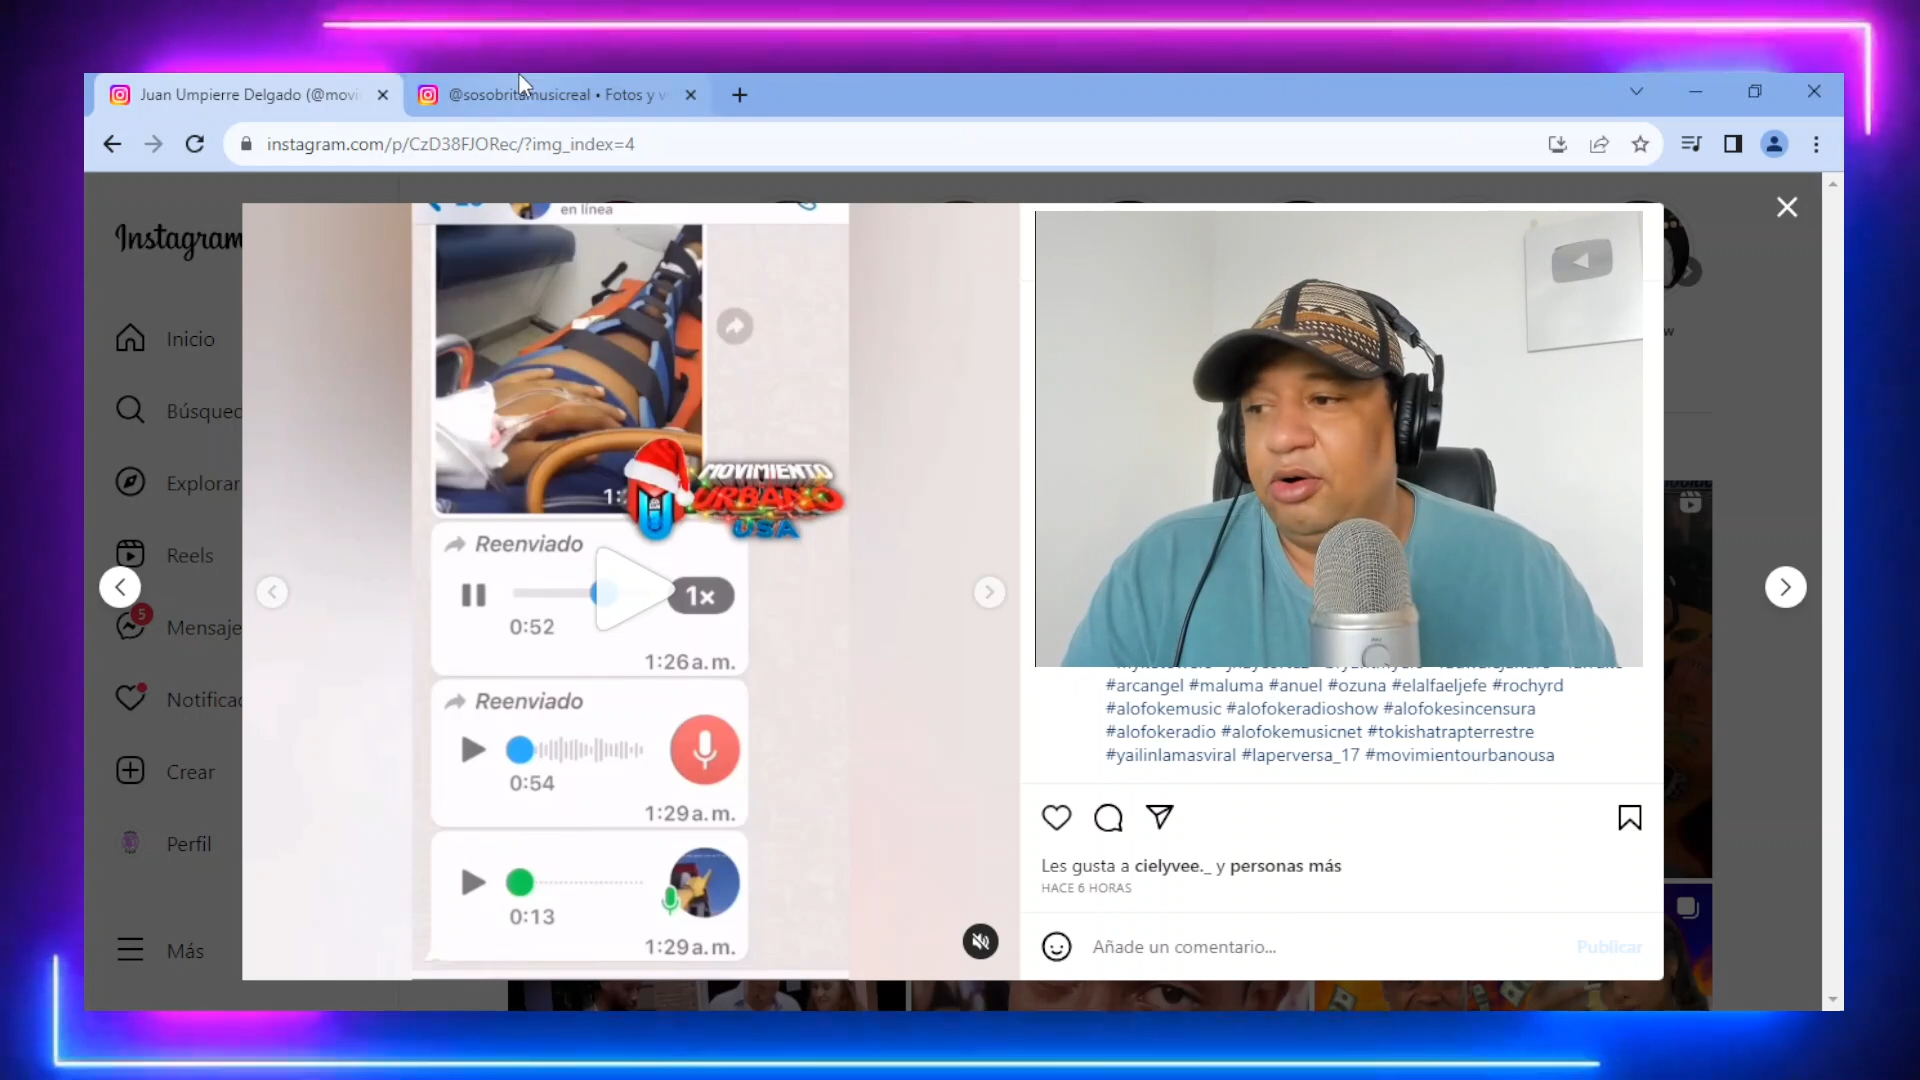 Juan Umpierre Delgado (@movi
@sosobritamusicreal • Fotos y v
instagram.com/p/CzD38FJORec/?img_index=4
Instagram
Inicio
Búsqued
Explorar
Reels
5
Mensaje
Notificac
Crear
Perfil
Más
en línea
MOVIMIENTO
URBANO
USA
Reenviado
1x
0:52
1:26 a.m.
Reenviado
0:54
1:29 a.m.
0:13
1:29 a.m.
#arcangel #maluma #anuel #ozuna #elalfaeljefe #rochyrd
#alofokemusic #alofokeradioshow #alofokesincensura
#alofokeradio #alofokemusicnet #tokishatrapterrestre
#yailinlamasviral #laperversa_17 #movimientourbanousa
Les gusta a cielyvee._ y personas más
HACE 6 HORAS
Añade un comentario...
Publicar